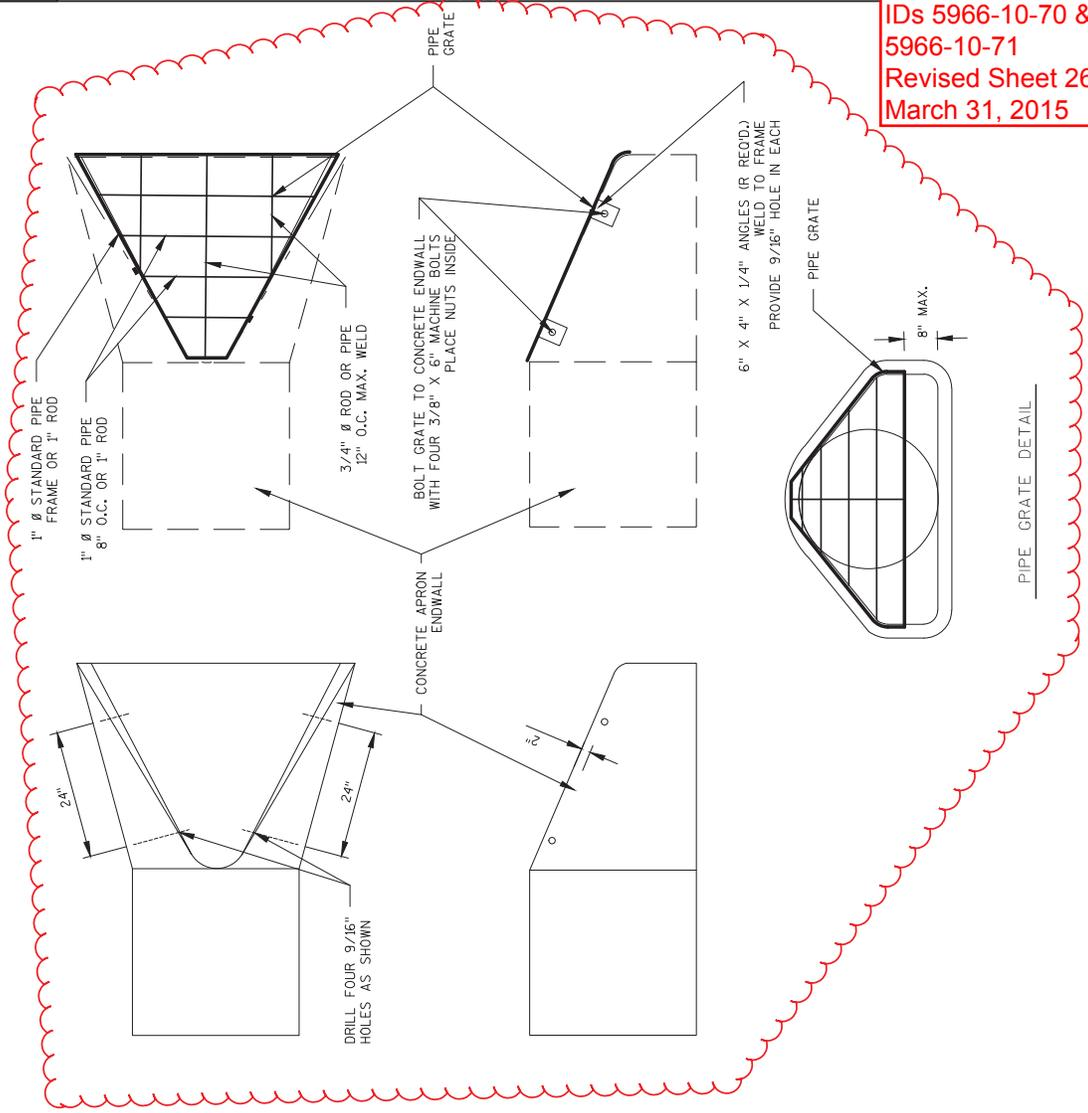 IDs 5966-10-70 &
5966-10-71
Revised Sheet 26
March 31, 2015
PIPE
GRATE
1" Ø STANDARD PIPE
FRAME OR 1" ROD
1" Ø STANDARD PIPE
8" O.C. OR 1" ROD
3/4" Ø ROD OR PIPE
12" O.C. MAX. WELD
BOLT GRATE TO CONCRETE ENDWALL
WITH FOUR 3/8" X 6" MACHINE BOLTS
PLACE NUTS INSIDE
6" X 4" X 1/4" ANGLES (R REQ'D.)
WELD TO FRAME
PROVIDE 9/16" HOLE IN EACH
PIPE GRATE
8" MAX.
CONCRETE APRON
ENDWALL
24"
24"
2"
DRILL FOUR 9/16"
HOLES AS SHOWN
PIPE GRATE DETAIL